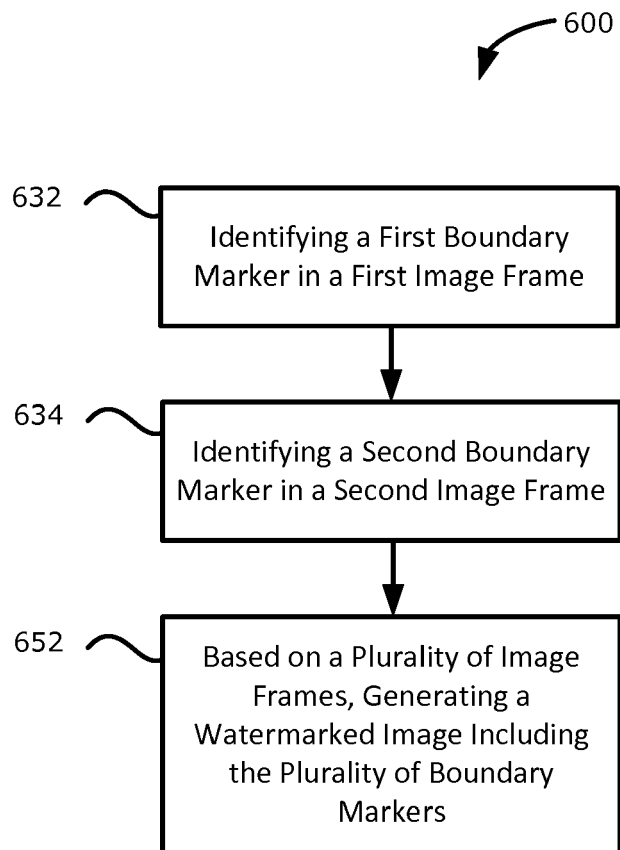 600
632
Identifying a First Boundary
Marker in a First Image Frame
634
Identifying a Second Boundary
Marker in a Second Image Frame
652
Based on a Plurality of Image
Frames, Generating a
Watermarked Image Including
the Plurality of Boundary
Markers